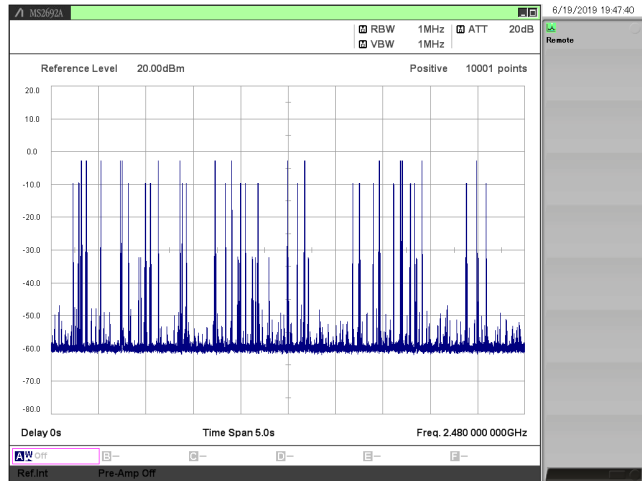 MS2692A
6/19/2019 19:47:40
M RBW 1MHz M ATT 20dB
M VBW 1MHz
Remote
Reference Level 20.00dBm Positive 10001 points
20.0
10.0
0.0
-10.0
-20.0
-30.0
-40.0
-50.0
-60.0
-70.0
-80.0
Delay 0s Time Span 5.0s Freq. 2.480 000 000GHz
A W Off B-- C-- D-- E-- F--
Ref.Int Pre-Amp Off